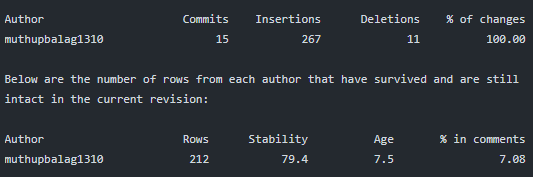 Author Commits Insertions Deletions % of changes
muthupbalag1310 15 267 11 100.00
Below are the number of rows from each author that have survived and are still
intact in the current revision:
Author Rows Stability Age % in comments
muthupbalag1310 212 79.4 7.5 7.08